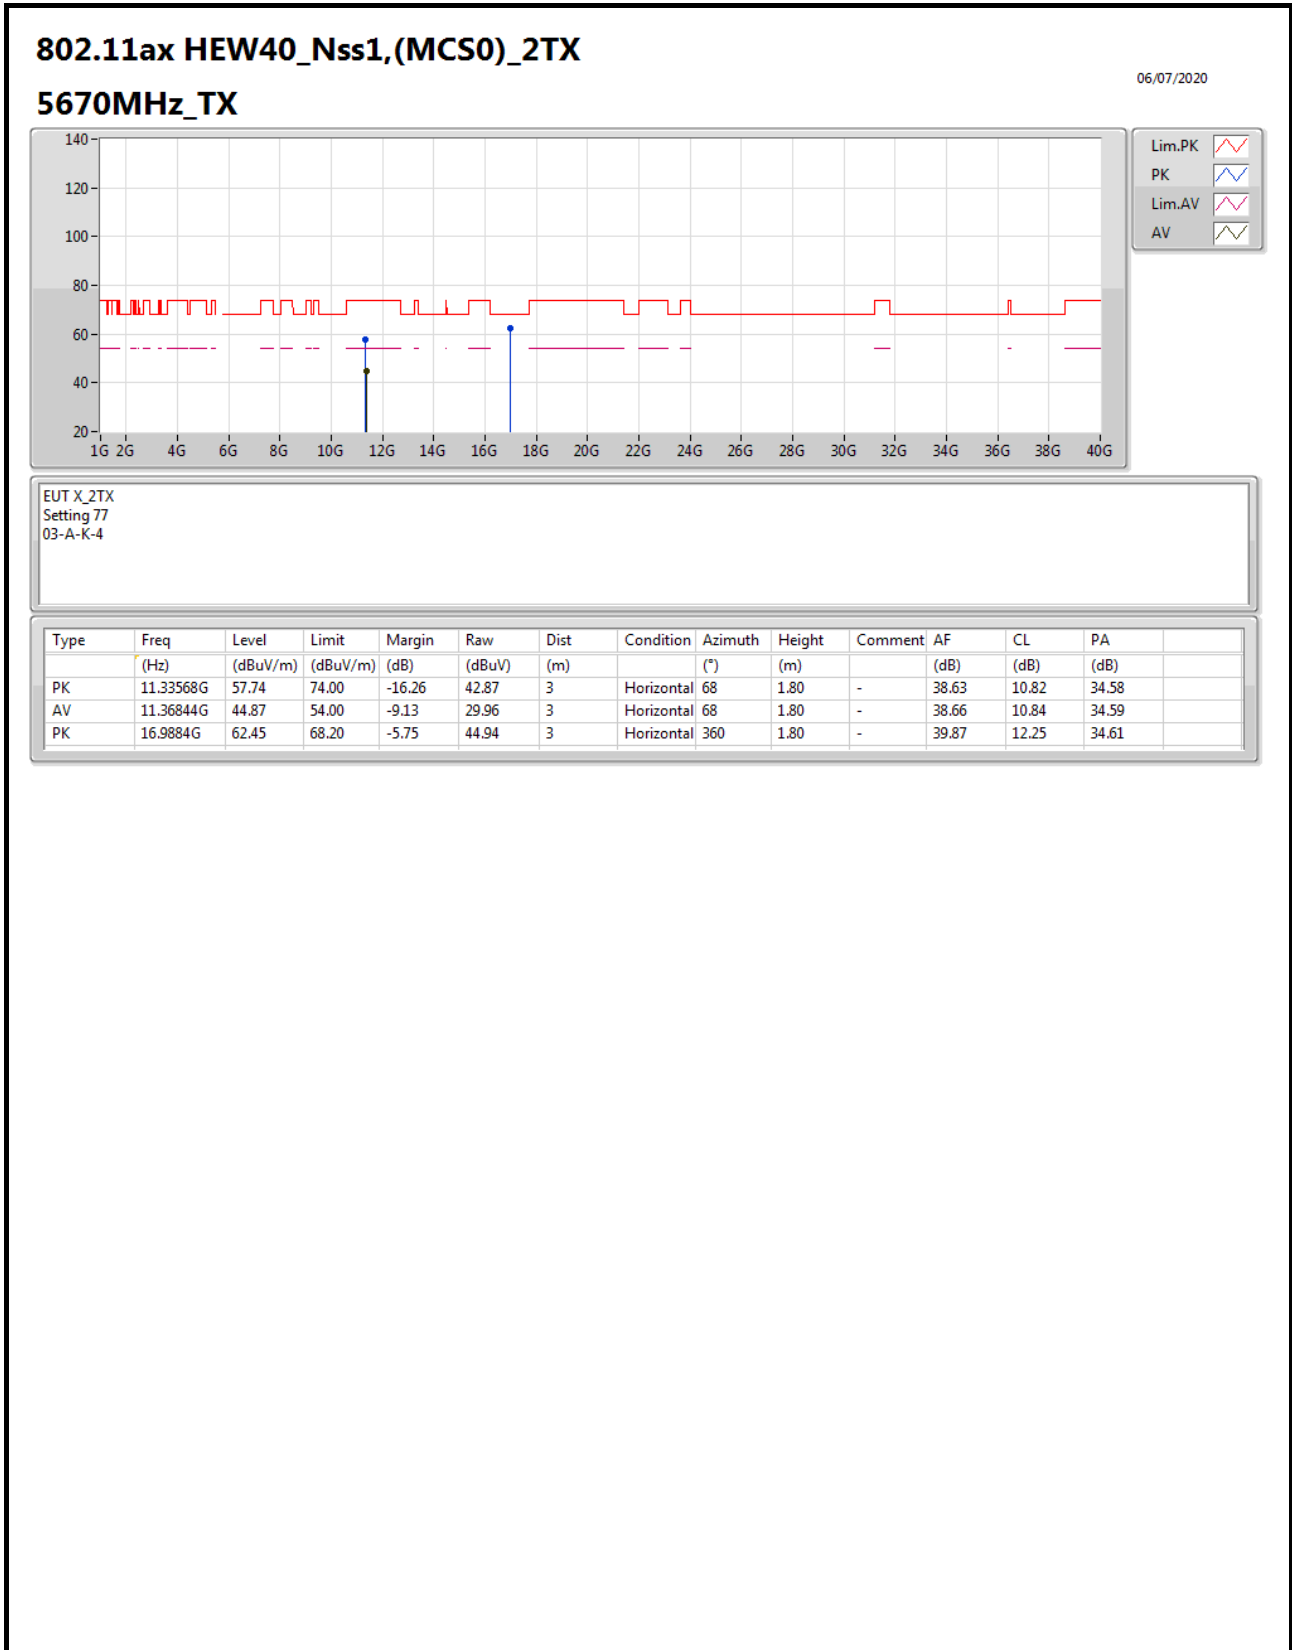 802.11ax HEW40_Nss1,(MCS0)_2TX
06/07/2020
5670MHz_TX
140
120
100
80
60
40
20
1G 2G 4G 6G 8G 10G 12G 14G 16G 18G 20G 22G 24G 26G 28G 30G 32G 34G 36G 38G 40G
Lim.PK
PK
Lim.AV
AV
EUT X_2TX
Setting 77
03-A-K-4
Type Freq Level Limit Margin Raw Dist Condition Azimuth Height Comment AF CL PA
(Hz) (dBuV/m) (dBuV/m) (dB) (dBuV) (m) (°) (m) (dB) (dB) (dB)
PK 11.33568G 57.74 74.00 -16.26 42.87 3 Horizontal 68 1.80 - 38.63 10.82 34.58
AV 11.36844G 44.87 54.00 -9.13 29.96 3 Horizontal 68 1.80 - 38.66 10.84 34.59
PK 16.9884G 62.45 68.20 -5.75 44.94 3 Horizontal 360 1.80 - 39.87 12.25 34.61